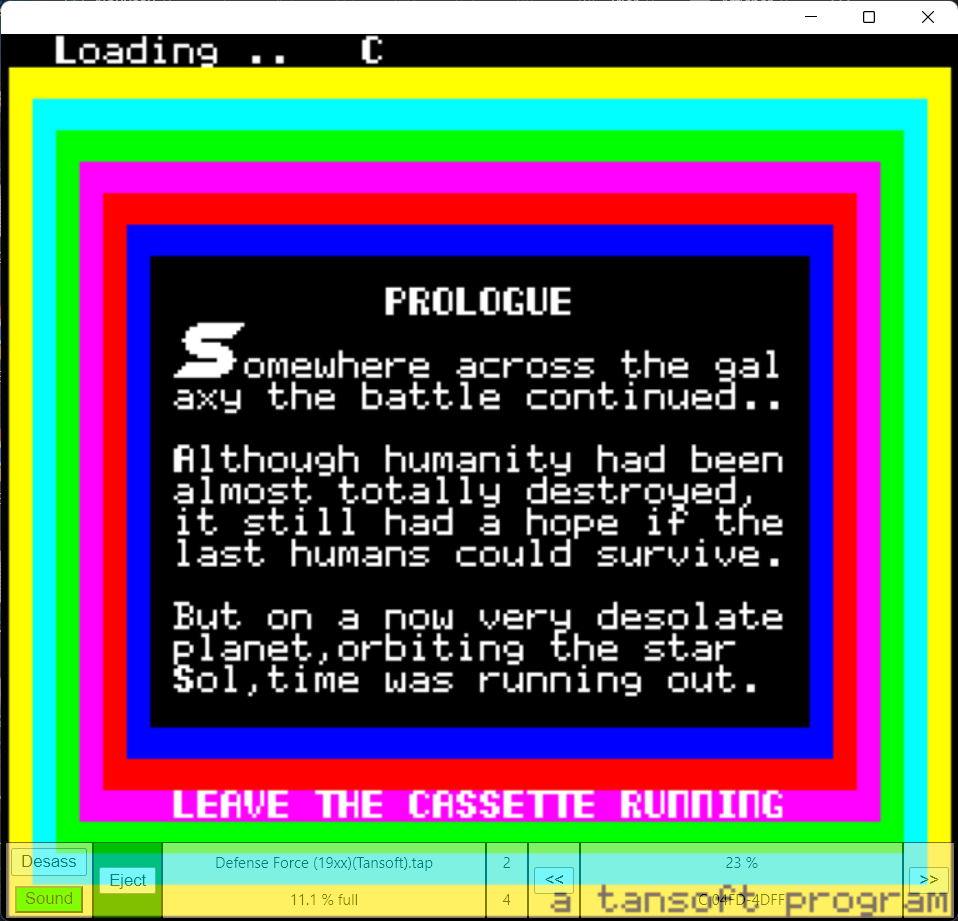 Loading .. C
PROLOGUE
Somewhere across the gal
axy the battle continued..
Although humanity had been
almost totally destroyed,
it still had a hope if the
last humans could survive.
But on a now very desolate
planet,orbiting the star
Sol,time was running out.
LEAVE THE CASSETTE RUNNING
Desass
Eject
Defense Force (19xx)(Tansoft).tap
2
<<
23 %
>>
Sound
11.1 % full
4
C 04FD-4DFF
a tansoft program